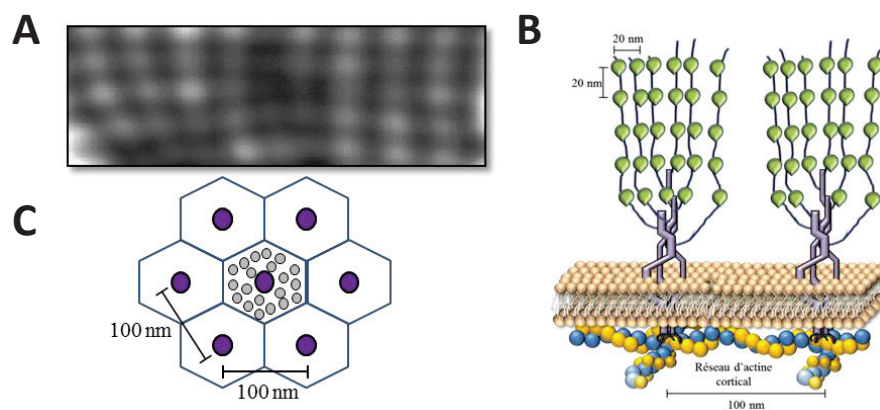 A
B
20 nm
20 nm
Réseau d'actine
cortical
100 nm
C
100 nm
100 nm